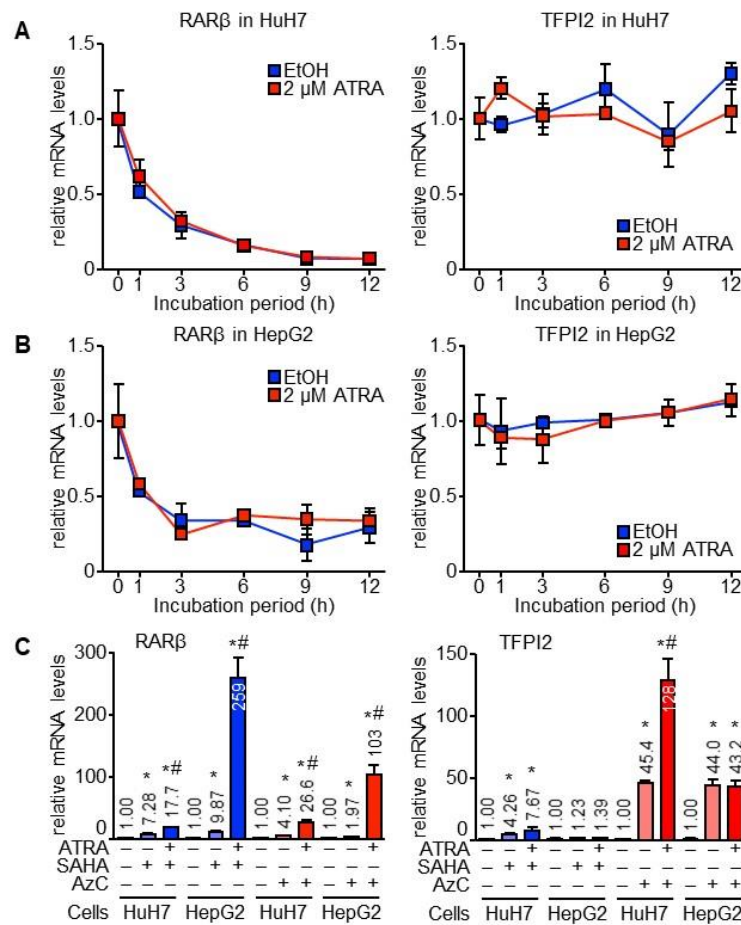 A
RARβ in HuH7
TFPI2 in HuH7
relative mRNA levels
1.5
1.0
0.5
0
EtOH
2 µM ATRA
0 1 3 6 9 12
Incubation period (h)
relative mRNA levels
1.5
1.0
0.5
0
EtOH
2 µM ATRA
0 1 3 6 9 12
Incubation period (h)
B
RARβ in HepG2
TFPI2 in HepG2
relative mRNA levels
1.5
1.0
0.5
0
EtOH
2 µM ATRA
0 1 3 6 9 12
Incubation period (h)
relative mRNA levels
1.5
1.0
0.5
0
EtOH
2 µM ATRA
0 1 3 6 9 12
Incubation period (h)
C
RARβ
relative mRNA levels
300
200
100
0
1.00 * 7.28 *# 17.7 1.00 * 9.87 *# 259 1.00 * 4.10 *# 26.6 1.00 * 1.97 *# 103
ATRA – – + – – + – – + – – +
SAHA – + + – + + – – – – – –
AzC – – – – – – – + + – + +
Cells HuH7 HepG2 HuH7 HepG2
TFPI2
relative mRNA levels
150
100
50
0
1.00 * 4.26 * 7.67 1.00 1.23 1.39 1.00 * 45.4 *# 128 1.00 * 44.0 * 43.2
ATRA – – + – – + – – + – – +
SAHA – + + – + + – – – – – –
AzC – – – – – – – + + – + +
Cells HuH7 HepG2 HuH7 HepG2